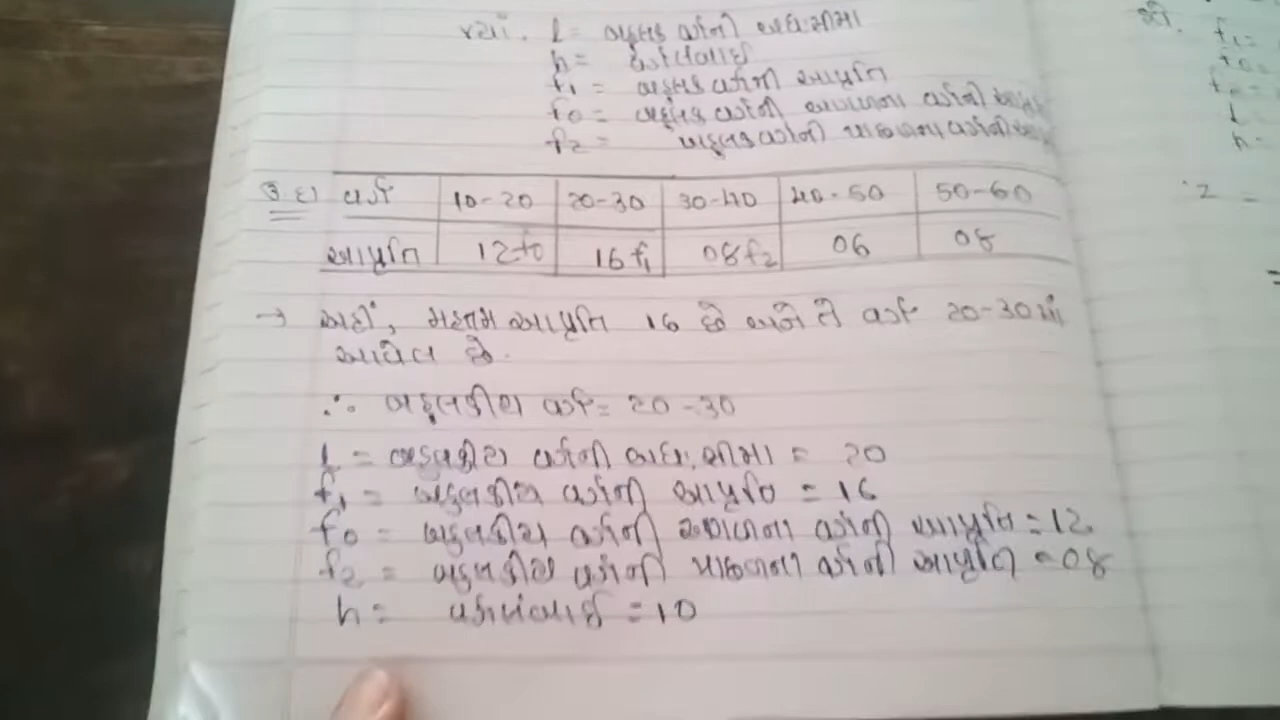 જ્યાં. l = બહુલક વર્ગની અધઃસીમા
h = વર્ગલંબાઈ
f₁ = બહુલક વર્ગની આવૃત્તિ
f₀ = બહુલક વર્ગની આગળના વર્ગની
f₂ = બહુલક વર્ગની પાછળના વર્ગની
ઉ.દા વર્ગ 10-20 20-30 30-40 40-50 50-60
આવૃત્તિ 12 f₀ 16 f₁ 08 f₂ 06 08
→ અહીં, મહત્તમ આવૃત્તિ 16 છે અને તે વર્ગ 20-30માં
આવેલ છે.
∴ બહુલકીય વર્ગ = 20-30
l = બહુલકીય વર્ગની અધઃસીમા = 20
f₁ = બહુલકીય વર્ગની આવૃત્તિ = 16
f₀ = બહુલકીય વર્ગની આગળના વર્ગની આવૃત્તિ = 12
f₂ = બહુલકીય વર્ગની પાછળના વર્ગની આવૃત્તિ = 08
h = વર્ગલંબાઈ = 10
f₁ =
f₀ =
l
h =
Z =